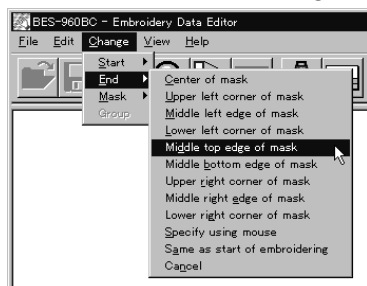 BES-960BC - Embroidery Data Editor
File Edit Change View Help
Start
End
Mask
Group
Center of mask
Upper left corner of mask
Middle left edge of mask
Lower left corner of mask
Middle top edge of mask
Middle bottom edge of mask
Upper right corner of mask
Middle right edge of mask
Lower right corner of mask
Specify using mouse
Same as start of embroidering
Cancel